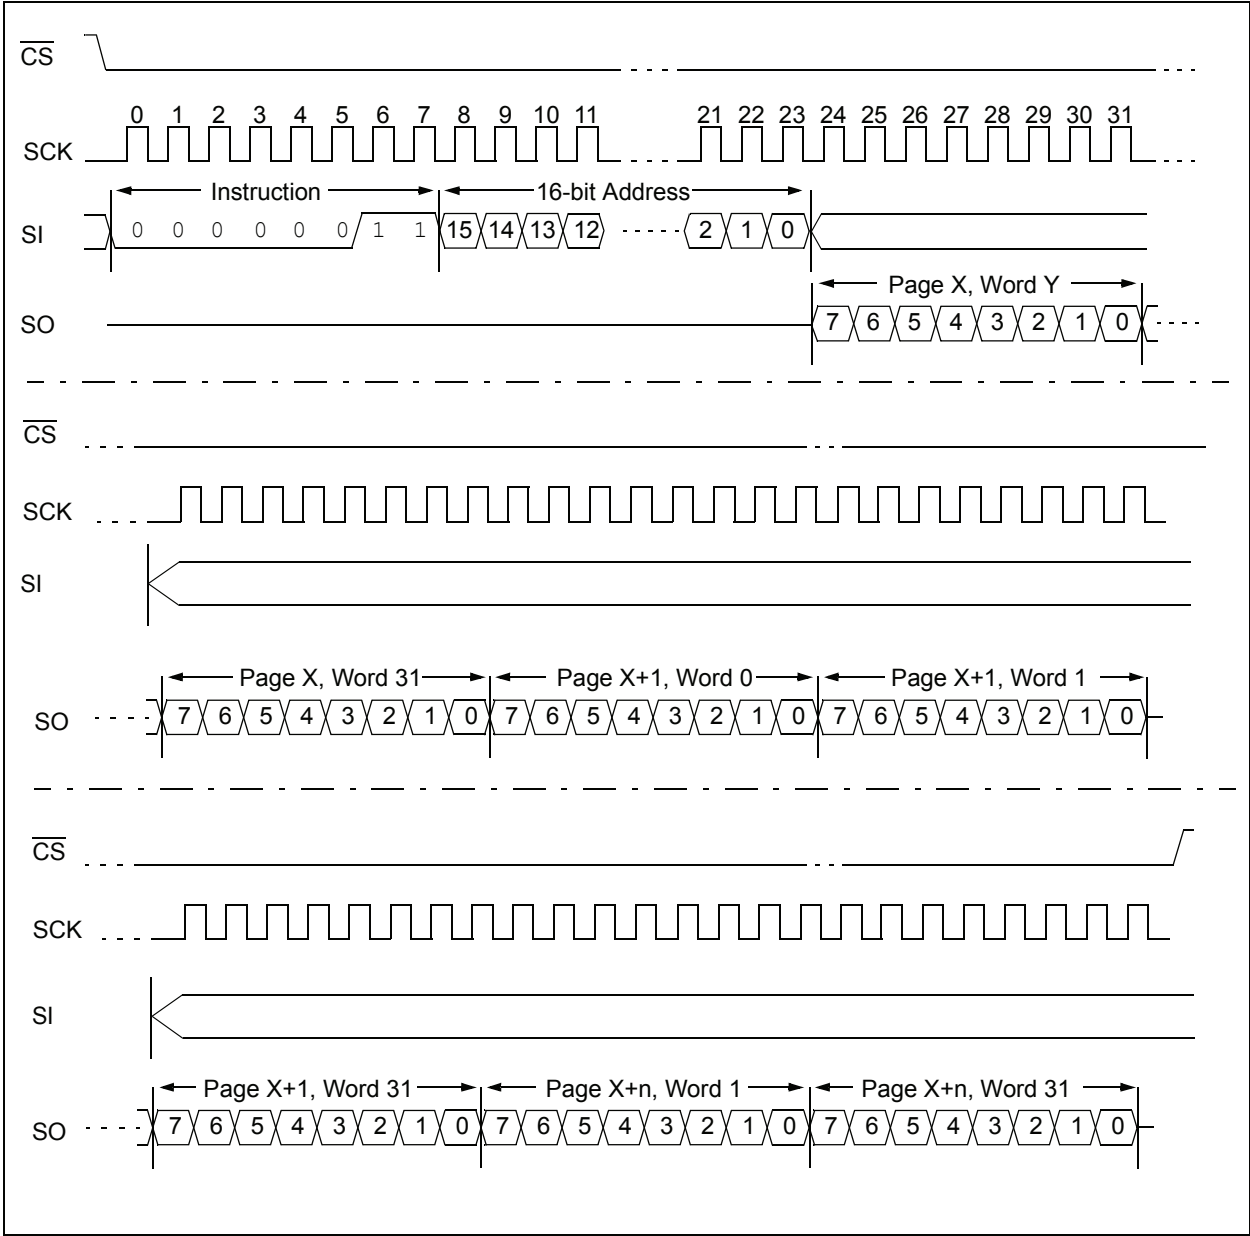 CS
0 1 2 3 4 5 6 7 8 9 10 11 21 22 23 24 25 26 27 28 29 30 31
SCK
Instruction 16-bit Address
SI 0 0 0 0 0 0 1 1 15 14 13 12 2 1 0
Page X, Word Y
SO 7 6 5 4 3 2 1 0
CS
SCK
SI
Page X, Word 31 Page X+1, Word 0 Page X+1, Word 1
SO 7 6 5 4 3 2 1 0 7 6 5 4 3 2 1 0 7 6 5 4 3 2 1 0
CS
SCK
SI
Page X+1, Word 31 Page X+n, Word 1 Page X+n, Word 31
SO 7 6 5 4 3 2 1 0 7 6 5 4 3 2 1 0 7 6 5 4 3 2 1 0